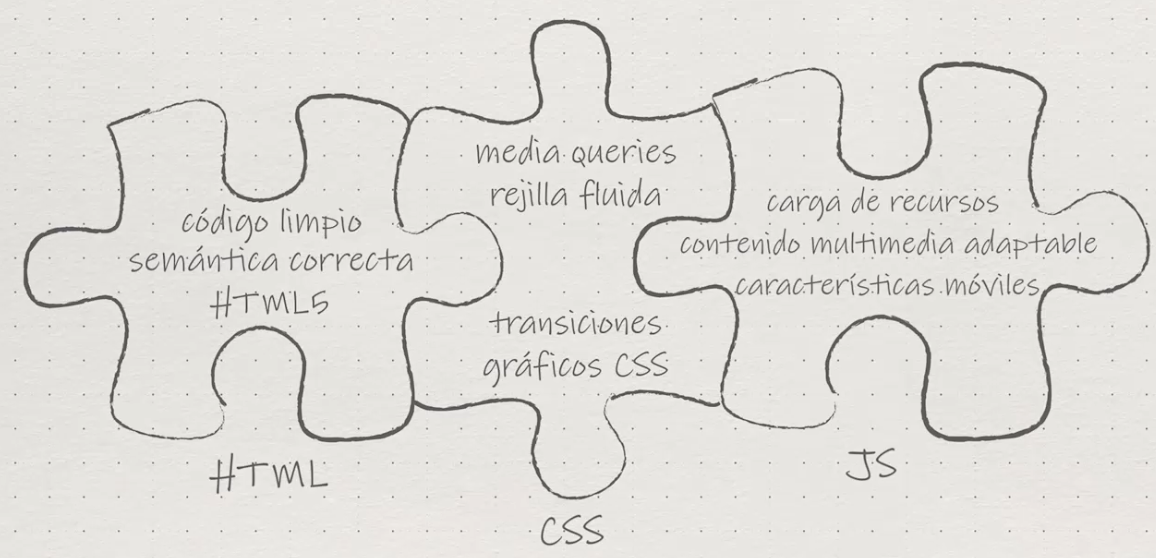 código limpio
semántica correcta
HTML5
HTML
media queries
rejilla fluida
transiciones
gráficos CSS
CSS
carga de recursos
contenido multimedia adaptable
características móviles
JS